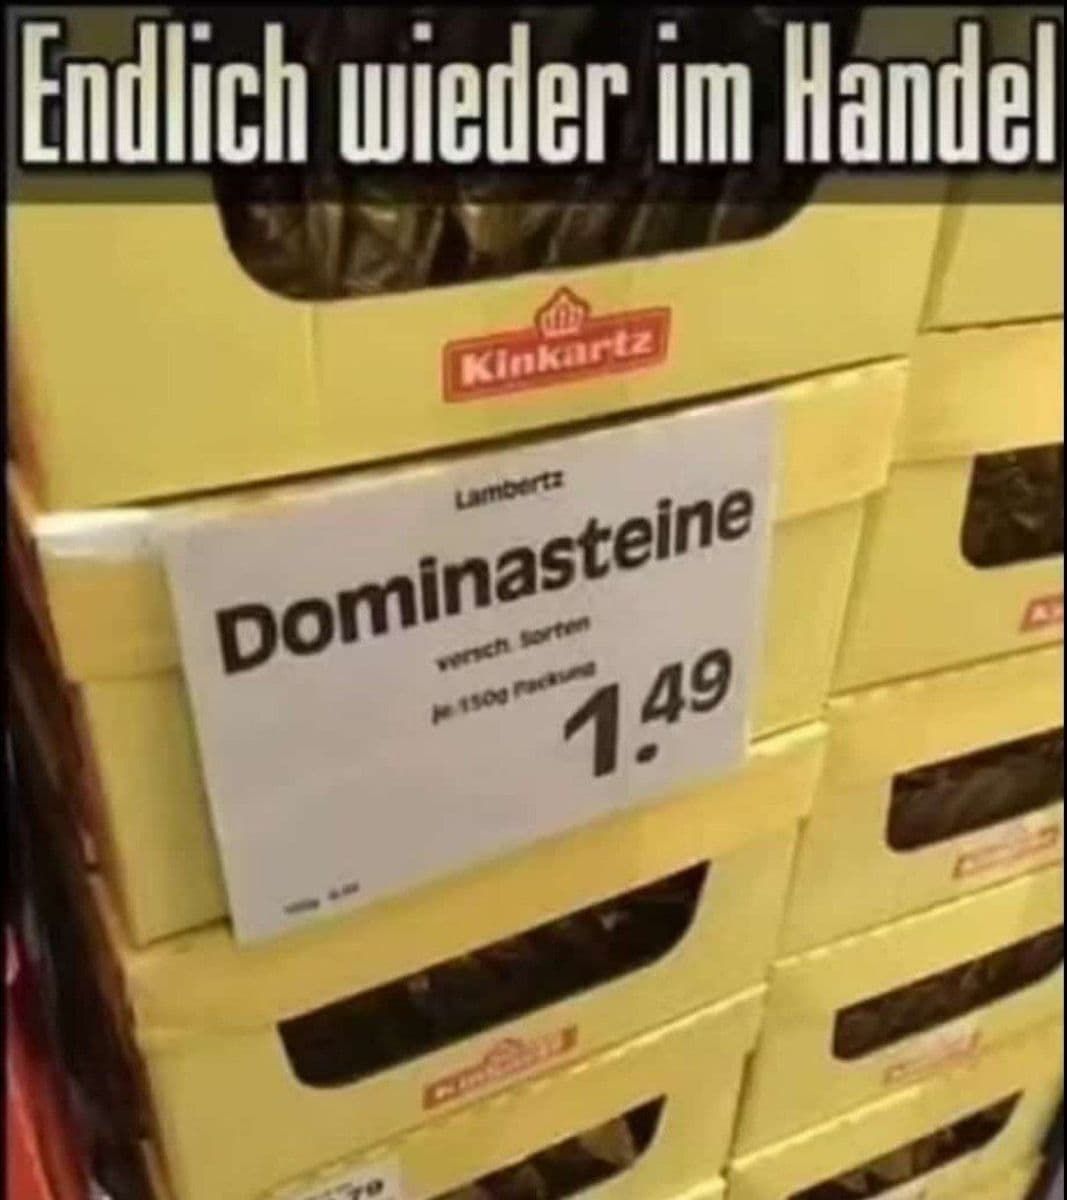 Endlich wieder im Handel
Kinkartz
Lambertz
Dominasteine
versch. Sorten
je 150g Packung
1.49